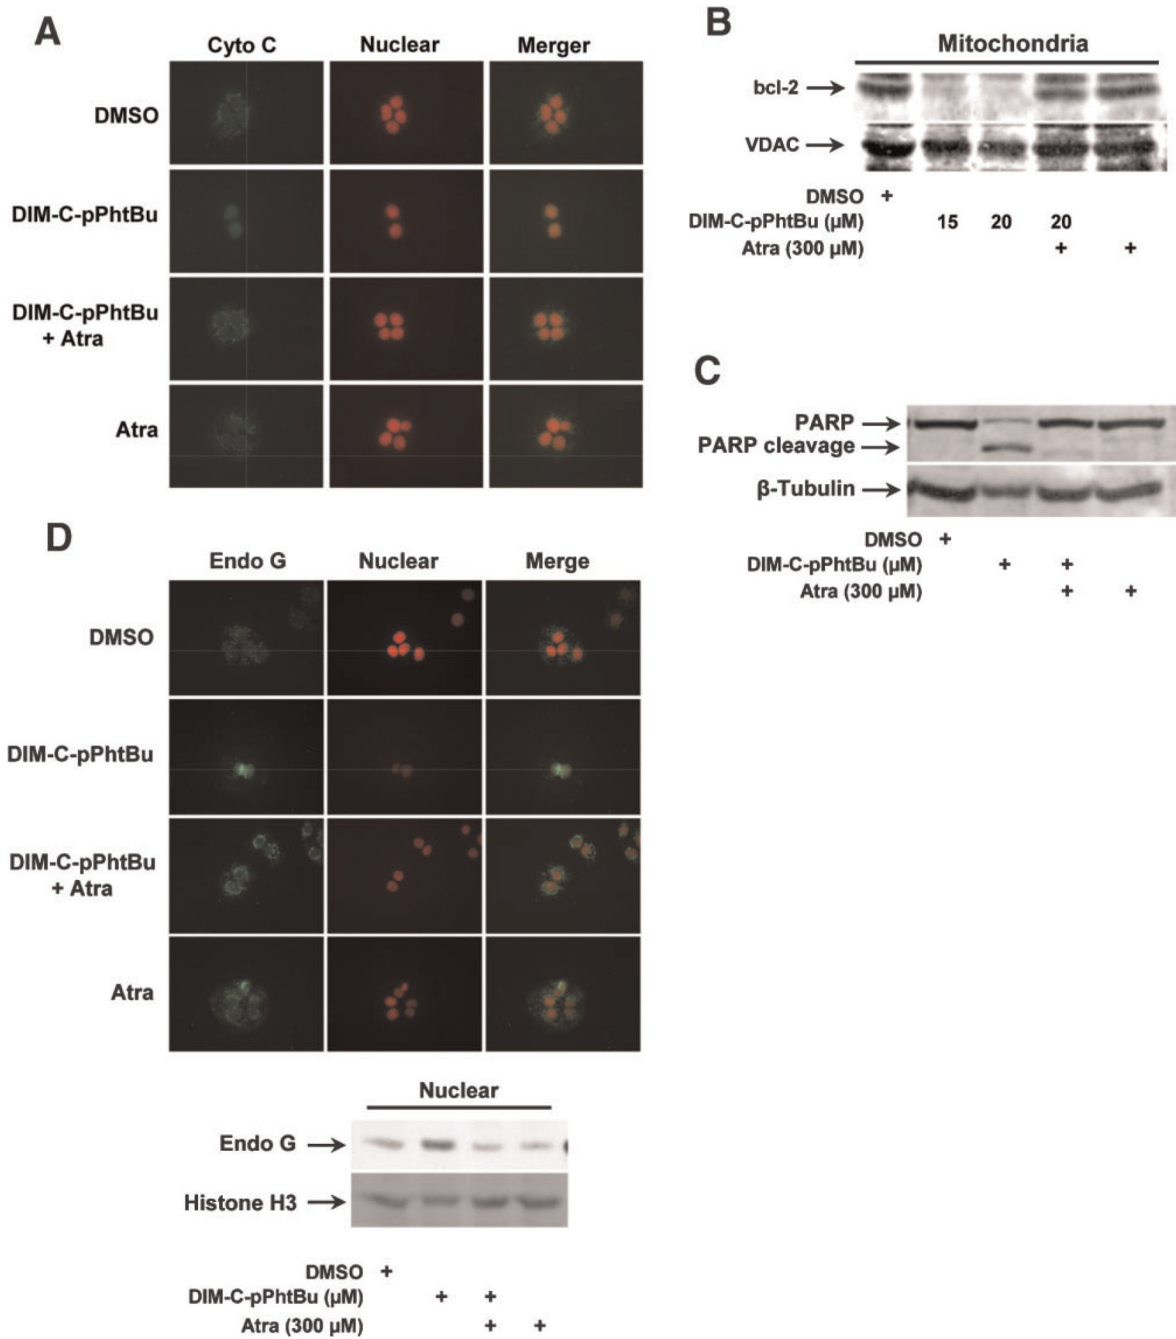 A
Cyto C Nuclear Merger
DMSO
DIM-C-pPhtBu
DIM-C-pPhtBu
+ Atra
Atra
B
Mitochondria
bcl-2
VDAC
DMSO +
DIM-C-pPhtBu (µM) 15 20 20
Atra (300 µM) + +
C
PARP
PARP cleavage
β-Tubulin
DMSO +
DIM-C-pPhtBu (µM) + +
Atra (300 µM) + +
D
Endo G Nuclear Merge
DMSO
DIM-C-pPhtBu
DIM-C-pPhtBu
+ Atra
Atra
Nuclear
Endo G
Histone H3
DMSO +
DIM-C-pPhtBu (µM) + +
Atra (300 µM) + +